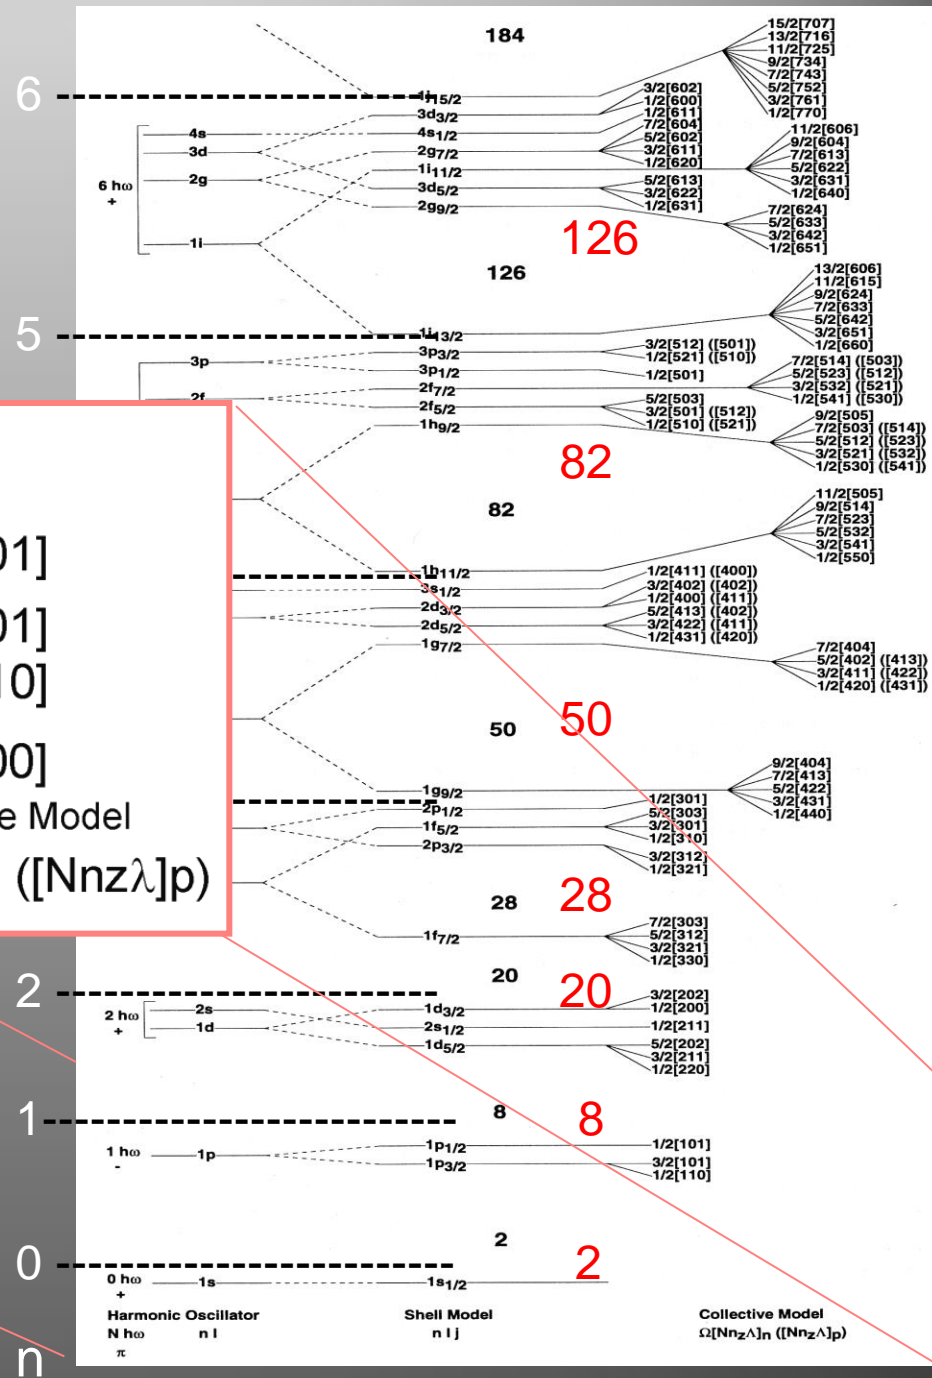 184
15/2[707]
13/2[716]
11/2[725]
9/2[734]
7/2[743]
5/2[752]
3/2[761]
1/2[770]
6
1j15/2
3d3/2
3/2[602]
1/2[600]
4s
4s1/2
1/2[611]
3d
2g7/2
7/2[604]
5/2[602]
3/2[611]
1/2[620]
11/2[606]
9/2[604]
7/2[613]
5/2[622]
3/2[631]
1/2[640]
6 hω
+
2g
1i11/2
3d5/2
5/2[613]
3/2[622]
1/2[631]
2g9/2
7/2[624]
5/2[633]
3/2[642]
1/2[651]
1i
126
126
13/2[606]
11/2[615]
9/2[624]
7/2[633]
5/2[642]
3/2[651]
1/2[660]
5
1i13/2
3p
3p3/2
3/2[512] ([501])
1/2[521] ([510])
3p1/2
1/2[501]
2f
2f7/2
7/2[514] ([503])
5/2[523] ([512])
3/2[532] ([521])
1/2[541] ([530])
2f5/2
5/2[503]
3/2[501] ([512])
1/2[510] ([521])
1h9/2
9/2[505]
7/2[503] ([514])
5/2[512] ([523])
3/2[521] ([532])
1/2[530] ([541])
82
82
11/2[505]
9/2[514]
7/2[523]
5/2[532]
3/2[541]
1/2[550]
1h11/2
3s1/2
1/2[411] ([400])
2d3/2
3/2[402] ([402])
1/2[400] ([411])
2d5/2
5/2[413] ([402])
3/2[422] ([411])
1/2[431] ([420])
1g7/2
7/2[404]
5/2[402] ([413])
3/2[411] ([422])
1/2[420] ([431])
50
50
1g9/2
9/2[404]
7/2[413]
5/2[422]
3/2[431]
1/2[440]
2p1/2
1/2[301]
1f5/2
5/2[303]
3/2[301]
1/2[310]
2p3/2
3/2[312]
1/2[321]
01]
01]
10]
00]
e Model
([Nnzλ]p)
28
28
1f7/2
7/2[303]
5/2[312]
3/2[321]
1/2[330]
20
20
2
2 hω
+
2s
1d
1d3/2
3/2[202]
1/2[200]
2s1/2
1/2[211]
1d5/2
5/2[202]
3/2[211]
1/2[220]
1
8
8
1 hω
-
1p
1p1/2
1/2[101]
1p3/2
3/2[101]
1/2[110]
2
2
0
0 hω
+
1s
1s1/2
Harmonic Oscillator
N hω n l
π
Shell Model
n l j
Collective Model
Ω[NnzΛ]n ([NnzΛ]p)
n